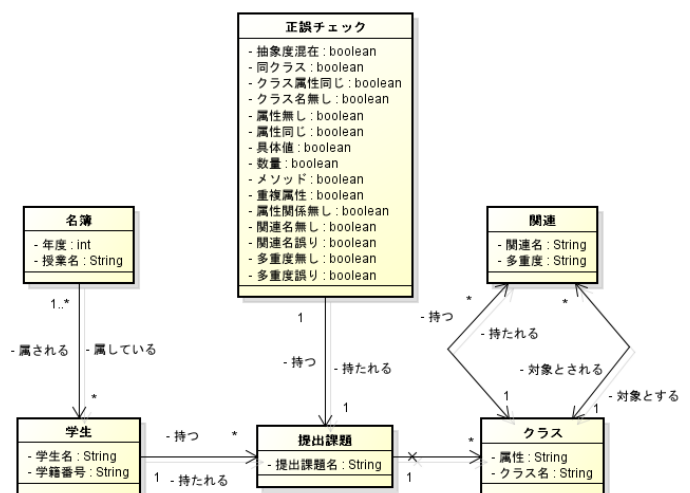 正誤チェック
- 抽象度混在 : boolean
- 同クラス : boolean
- クラス属性同じ : boolean
- クラス名無し : boolean
- 属性無し : boolean
- 属性同じ : boolean
- 具体値 : boolean
- 数量 : boolean
- メソッド : boolean
- 重複属性 : boolean
- 属性関係無し : boolean
- 関連名無し : boolean
- 関連名誤り : boolean
- 多重度無し : boolean
- 多重度誤り : boolean
名簿
- 年度 : int
- 授業名 : String
関連
- 関連名 : String
- 多重度 : String
1..*
- 属される
- 属している
*
1
- 持つ
- 持たれる
1
*
*
- 持つ
- 持たれる
- 対象とされる
- 対象とする
1
1
学生
- 学生名 : String
- 学籍番号 : String
- 持つ
*
1
- 持たれる
提出課題
- 提出課題名 : String
*
1
クラス
- 属性 : String
- クラス名 : String